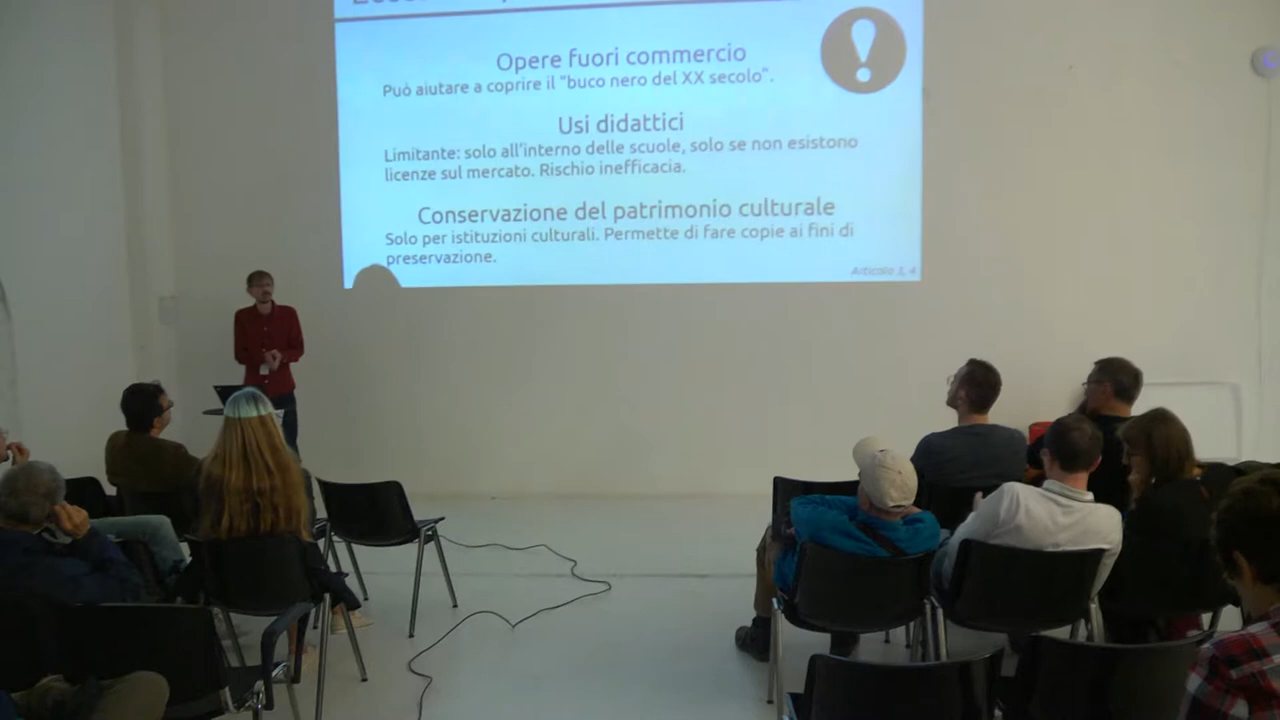 Opere fuori commercio
Può aiutare a coprire il "buco nero del XX secolo".
Usi didattici
Limitante: solo all'interno delle scuole, solo se non esistono
licenze sul mercato. Rischio inefficacia.
Conservazione del patrimonio culturale
Solo per istituzioni culturali. Permette di fare copie ai fini di
preservazione.
Articolo 3, 4